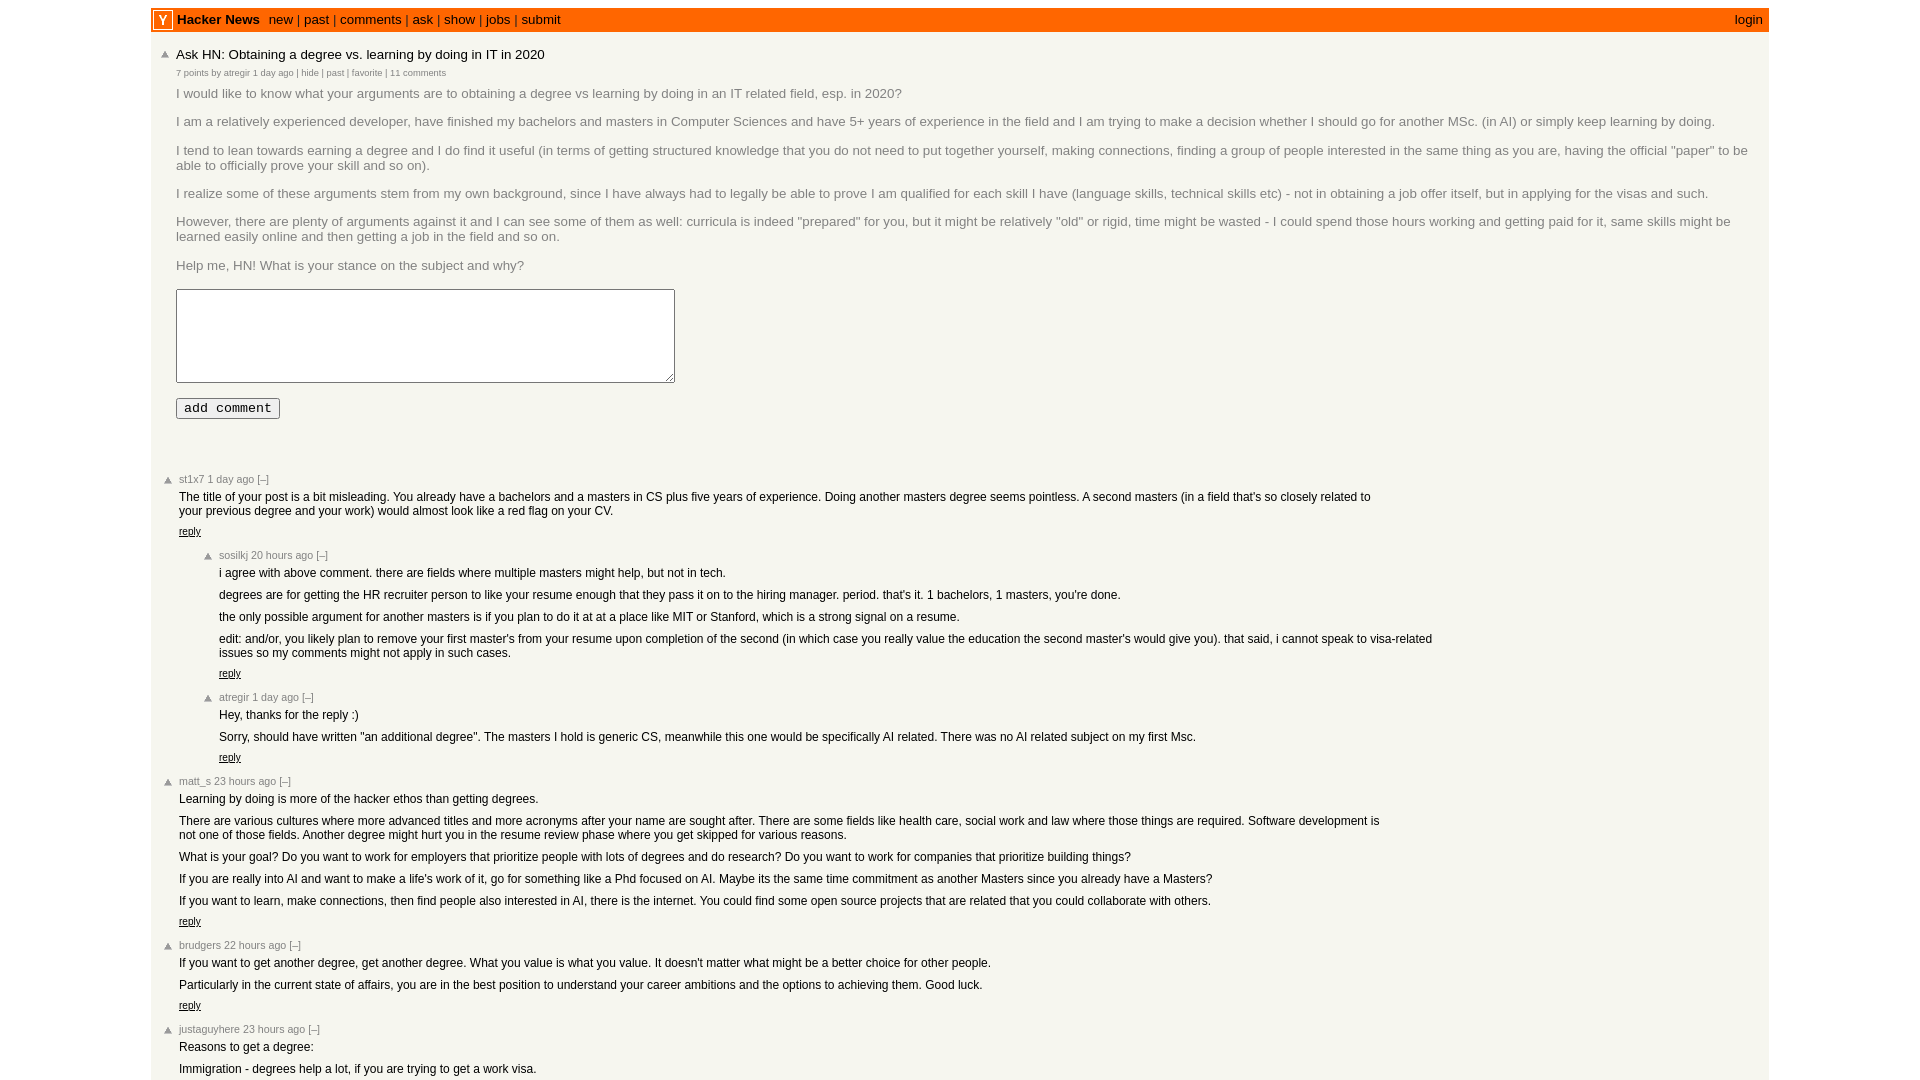 Y Hacker News new | past | comments | ask | show | jobs | submit login
Ask HN: Obtaining a degree vs. learning by doing in IT in 2020
7 points by atregir 1 day ago | hide | past | favorite | 11 comments
I would like to know what your arguments are to obtaining a degree vs learning by doing in an IT related field, esp. in 2020?
I am a relatively experienced developer, have finished my bachelors and masters in Computer Sciences and have 5+ years of experience in the field and I am trying to make a decision whether I should go for another MSc. (in AI) or simply keep learning by doing.
I tend to lean towards earning a degree and I do find it useful (in terms of getting structured knowledge that you do not need to put together yourself, making connections, finding a group of people interested in the same thing as you are, having the official "paper" to be
able to officially prove your skill and so on).
I realize some of these arguments stem from my own background, since I have always had to legally be able to prove I am qualified for each skill I have (language skills, technical skills etc) - not in obtaining a job offer itself, but in applying for the visas and such.
However, there are plenty of arguments against it and I can see some of them as well: curricula is indeed "prepared" for you, but it might be relatively "old" or rigid, time might be wasted - I could spend those hours working and getting paid for it, same skills might be
learned easily online and then getting a job in the field and so on.
Help me, HN! What is your stance on the subject and why?
add comment
st1x7 1 day ago [–]
The title of your post is a bit misleading. You already have a bachelors and a masters in CS plus five years of experience. Doing another masters degree seems pointless. A second masters (in a field that's so closely related to
your previous degree and your work) would almost look like a red flag on your CV.
reply
sosilkj 20 hours ago [–]
i agree with above comment. there are fields where multiple masters might help, but not in tech.
degrees are for getting the HR recruiter person to like your resume enough that they pass it on to the hiring manager. period. that's it. 1 bachelors, 1 masters, you're done.
the only possible argument for another masters is if you plan to do it at at a place like MIT or Stanford, which is a strong signal on a resume.
edit: and/or, you likely plan to remove your first master's from your resume upon completion of the second (in which case you really value the education the second master's would give you). that said, i cannot speak to visa-related
issues so my comments might not apply in such cases.
reply
atregir 1 day ago [–]
Hey, thanks for the reply :)
Sorry, should have written "an additional degree". The masters I hold is generic CS, meanwhile this one would be specifically AI related. There was no AI related subject on my first Msc.
reply
matt_s 23 hours ago [–]
Learning by doing is more of the hacker ethos than getting degrees.
There are various cultures where more advanced titles and more acronyms after your name are sought after. There are some fields like health care, social work and law where those things are required. Software development is
not one of those fields. Another degree might hurt you in the resume review phase where you get skipped for various reasons.
What is your goal? Do you want to work for employers that prioritize people with lots of degrees and do research? Do you want to work for companies that prioritize building things?
If you are really into AI and want to make a life's work of it, go for something like a Phd focused on AI. Maybe its the same time commitment as another Masters since you already have a Masters?
If you want to learn, make connections, then find people also interested in AI, there is the internet. You could find some open source projects that are related that you could collaborate with others.
reply
brudgers 22 hours ago [–]
If you want to get another degree, get another degree. What you value is what you value. It doesn't matter what might be a better choice for other people.
Particularly in the current state of affairs, you are in the best position to understand your career ambitions and the options to achieving them. Good luck.
reply
justaguyhere 23 hours ago [–]
Reasons to get a degree:
Immigration - degrees help a lot, if you are trying to get a work visa.